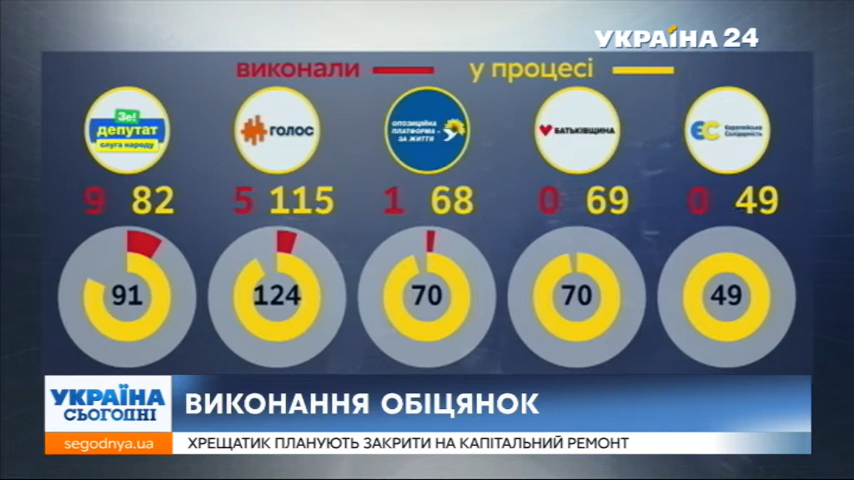 УКРАЇНА 24
виконали
у процесі
Зе!
депутат
слуга народу
ГОЛОС
ОПОЗИЦІЙНА
ПЛАТФОРМА –
ЗА ЖИТТЯ
БАТЬКІВЩИНА
ЄС Європейська
Солідарність
9 82
5 115
1 68
0 69
0 49
91
124
70
70
49
УКРАЇНА
СЬОГОДНІ
ВИКОНАННЯ ОБІЦЯНОК
segodnya.ua
ХРЕЩАТИК ПЛАНУЮТЬ ЗАКРИТИ НА КАПІТАЛЬНИЙ РЕМОНТ